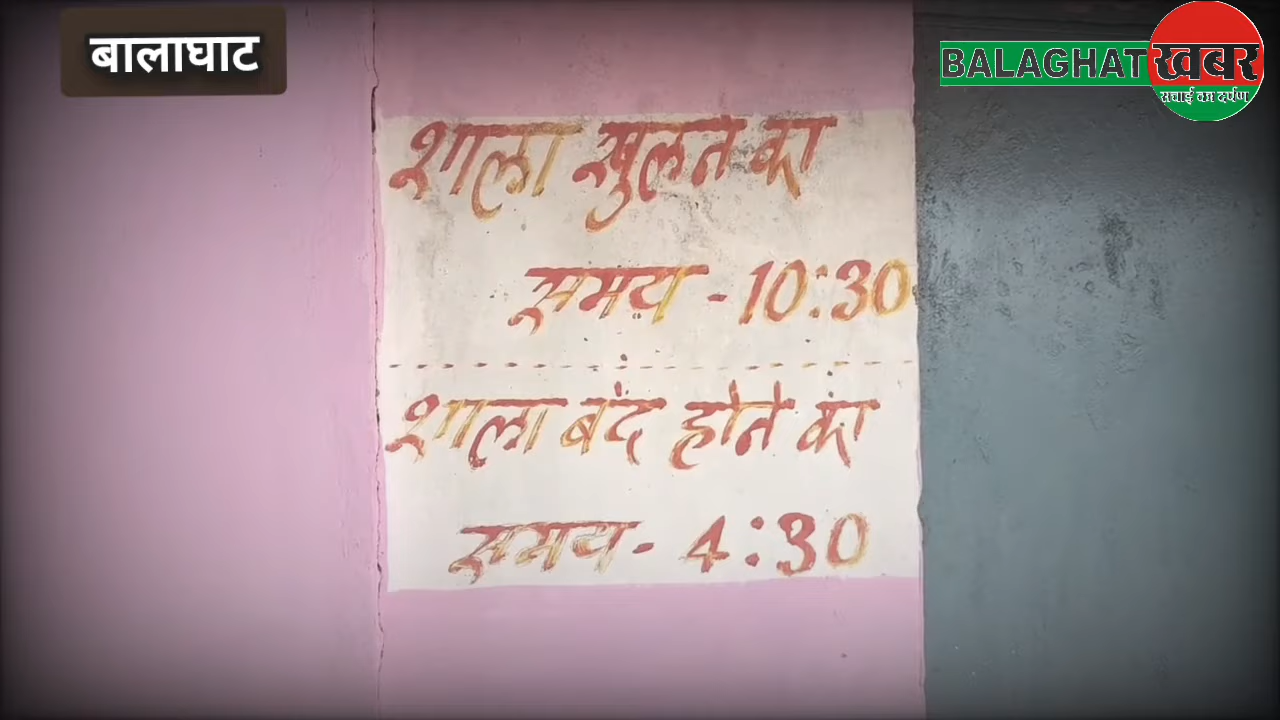 बालाघाट
BALAGHAT खबर
सचाई का दर्पण
शाला खुलने का
समय - 10:30
शाला बंद होने का
समय - 4:30